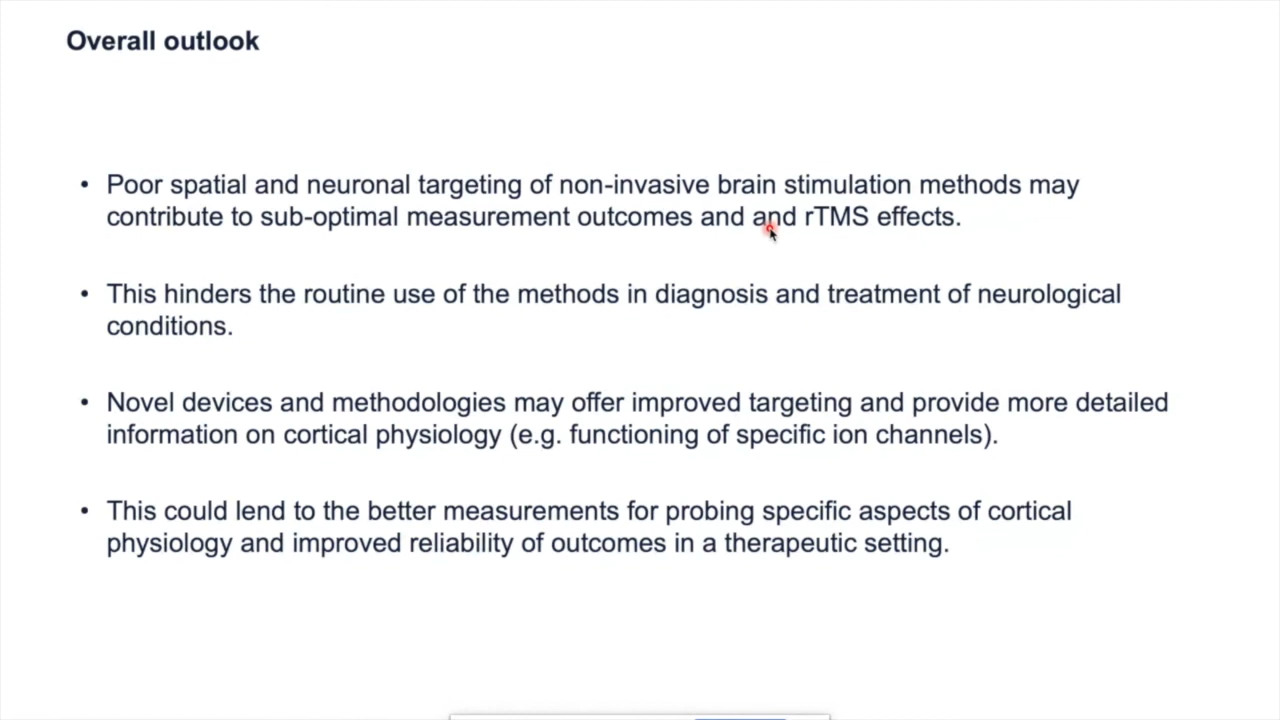 Overall outlook
• Poor spatial and neuronal targeting of non-invasive brain stimulation methods may
contribute to sub-optimal measurement outcomes and and rTMS effects.
• This hinders the routine use of the methods in diagnosis and treatment of neurological
conditions.
• Novel devices and methodologies may offer improved targeting and provide more detailed
information on cortical physiology (e.g. functioning of specific ion channels).
• This could lend to the better measurements for probing specific aspects of cortical
physiology and improved reliability of outcomes in a therapeutic setting.